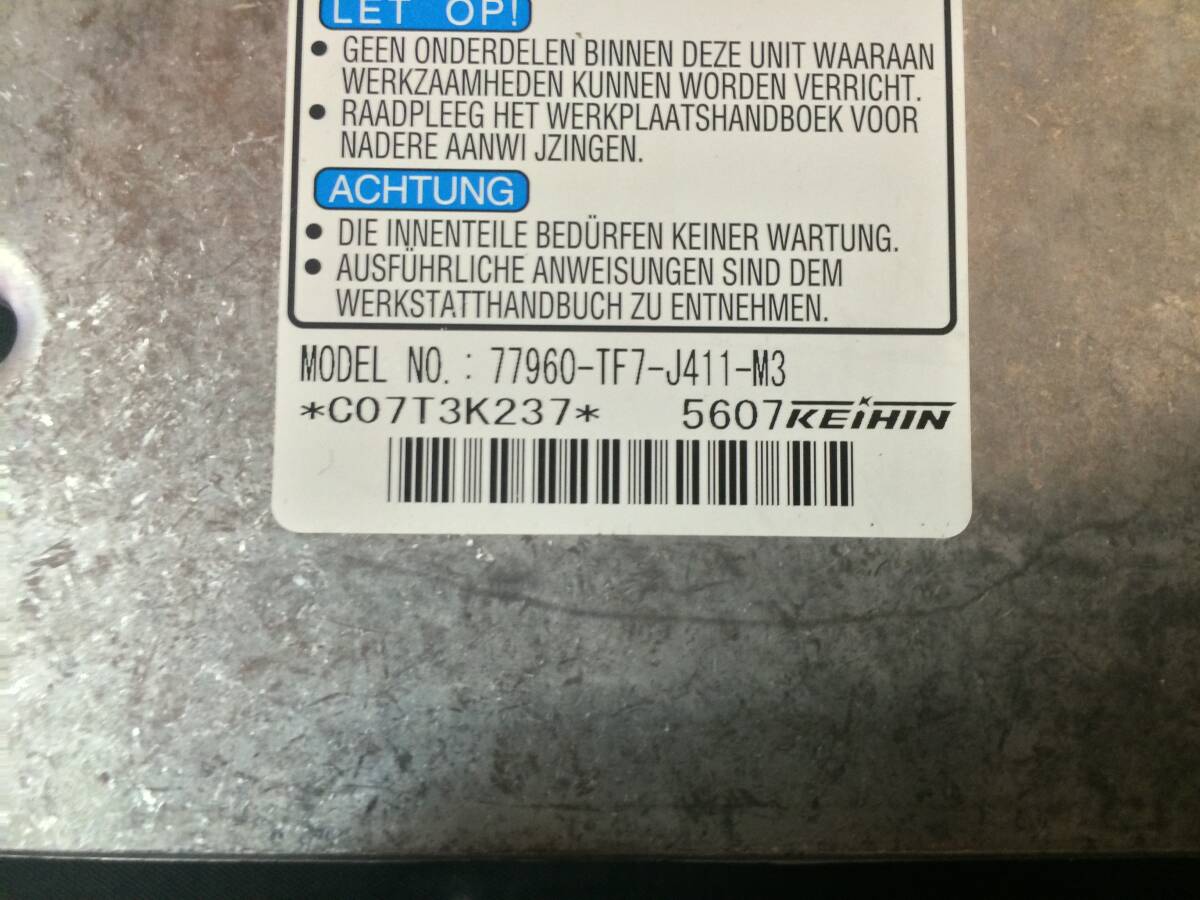 LET OP!
• GEEN ONDERDELEN BINNEN DEZE UNIT WAARAAN
WERKZAAMHEDEN KUNNEN WORDEN VERRICHT.
• RAADPLEEG HET WERKPLAATSHANDBOEK VOOR
NADERE AANWI JZINGEN.
ACHTUNG
• DIE INNENTEILE BEDÜRFEN KEINER WARTUNG.
• AUSFÜHRLICHE ANWEISUNGEN SIND DEM
WERKSTATTHANDBUCH ZU ENTNEHMEN.
MODEL NO.: 77960-TF7-J411-M3
*C07T3K237* 5607 KEIHIN